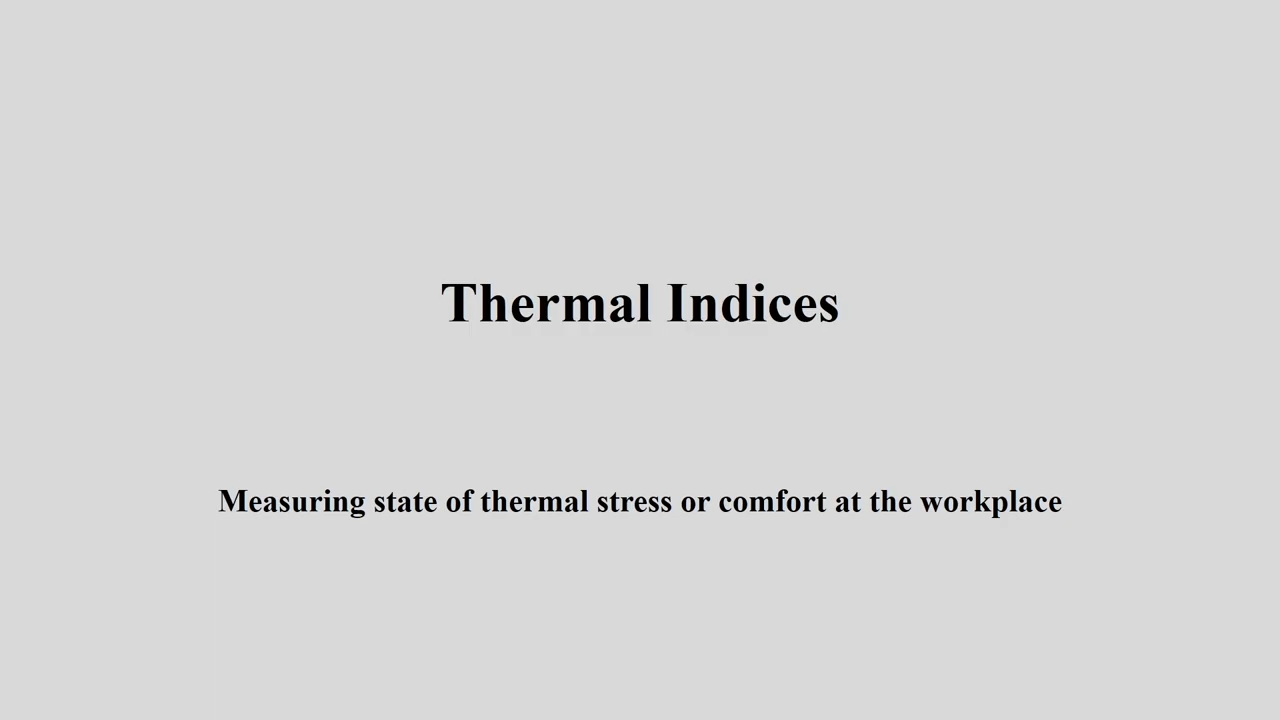 Thermal Indices
Measuring state of thermal stress or comfort at the workplace